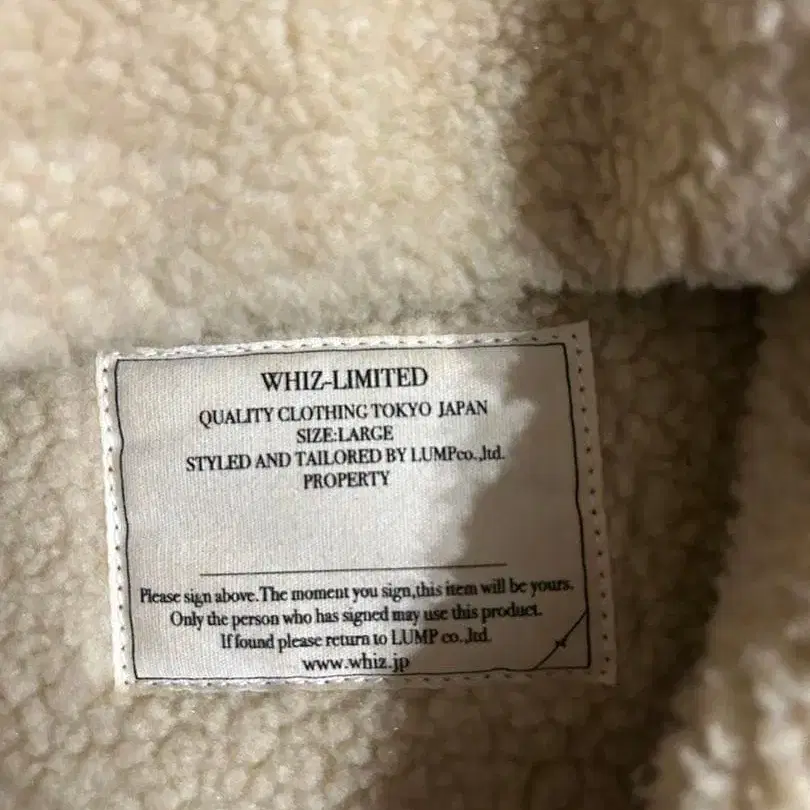 WHIZ-LIMITED
QUALITY CLOTHING TOKYO JAPAN
SIZE:LARGE
STYLED AND TAILORED BY LUMPco.,ltd.
PROPERTY
Please sign above.The moment you sign,this item will be yours.
Only the person who has signed may use this product.
If found please return to LUMP co.,ltd.
www.whiz.jp